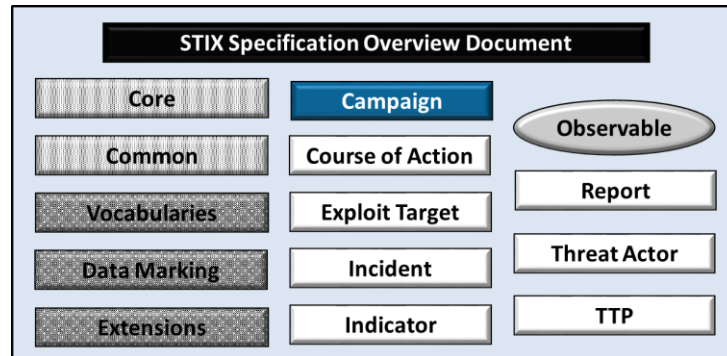 STIX Specification Overview Document
Core
Common
Vocabularies
Data Marking
Extensions
Campaign
Course of Action
Exploit Target
Incident
Indicator
Observable
Report
Threat Actor
TTP